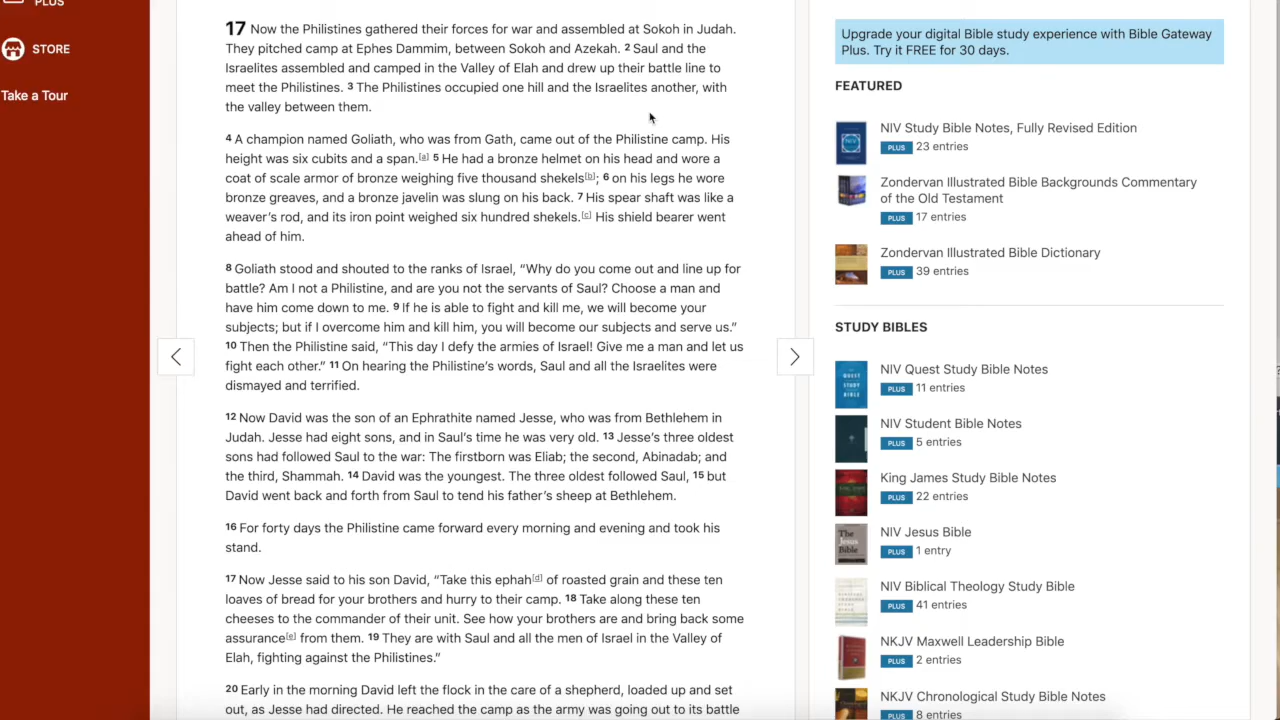 PLUS
STORE
Take a Tour
17 Now the Philistines gathered their forces for war and assembled at Sokoh in Judah.
They pitched camp at Ephes Dammim, between Sokoh and Azekah. 2 Saul and the
Israelites assembled and camped in the Valley of Elah and drew up their battle line to
meet the Philistines. 3 The Philistines occupied one hill and the Israelites another, with
the valley between them.
4 A champion named Goliath, who was from Gath, came out of the Philistine camp. His
height was six cubits and a span.[a] 5 He had a bronze helmet on his head and wore a
coat of scale armor of bronze weighing five thousand shekels[b]; 6 on his legs he wore
bronze greaves, and a bronze javelin was slung on his back. 7 His spear shaft was like a
weaver’s rod, and its iron point weighed six hundred shekels.[c] His shield bearer went
ahead of him.
8 Goliath stood and shouted to the ranks of Israel, “Why do you come out and line up for
battle? Am I not a Philistine, and are you not the servants of Saul? Choose a man and
have him come down to me. 9 If he is able to fight and kill me, we will become your
subjects; but if I overcome him and kill him, you will become our subjects and serve us.”
10 Then the Philistine said, “This day I defy the armies of Israel! Give me a man and let us
fight each other.” 11 On hearing the Philistine’s words, Saul and all the Israelites were
dismayed and terrified.
12 Now David was the son of an Ephrathite named Jesse, who was from Bethlehem in
Judah. Jesse had eight sons, and in Saul’s time he was very old. 13 Jesse’s three oldest
sons had followed Saul to the war: The firstborn was Eliab; the second, Abinadab; and
the third, Shammah. 14 David was the youngest. The three oldest followed Saul, 15 but
David went back and forth from Saul to tend his father’s sheep at Bethlehem.
16 For forty days the Philistine came forward every morning and evening and took his
stand.
17 Now Jesse said to his son David, “Take this ephah[d] of roasted grain and these ten
loaves of bread for your brothers and hurry to their camp. 18 Take along these ten
cheeses to the commander of their unit. See how your brothers are and bring back some
assurance[e] from them. 19 They are with Saul and all the men of Israel in the Valley of
Elah, fighting against the Philistines.”
20 Early in the morning David left the flock in the care of a shepherd, loaded up and set
out, as Jesse had directed. He reached the camp as the army was going out to its battle
Upgrade your digital Bible study experience with Bible Gateway
Plus. Try it FREE for 30 days.
FEATURED
NIV Study Bible Notes, Fully Revised Edition
PLUS 23 entries
Zondervan Illustrated Bible Backgrounds Commentary
of the Old Testament
PLUS 17 entries
Zondervan Illustrated Bible Dictionary
PLUS 39 entries
STUDY BIBLES
NIV Quest Study Bible Notes
PLUS 11 entries
QUEST
STUDY
BIBLE
NIV Student Bible Notes
PLUS 5 entries
King James Study Bible Notes
PLUS 22 entries
NIV Jesus Bible
PLUS 1 entry
The
Jesus
Bible
NIV Biblical Theology Study Bible
PLUS 41 entries
NKJV Maxwell Leadership Bible
PLUS 2 entries
NKJV Chronological Study Bible Notes
PLUS 8 entries